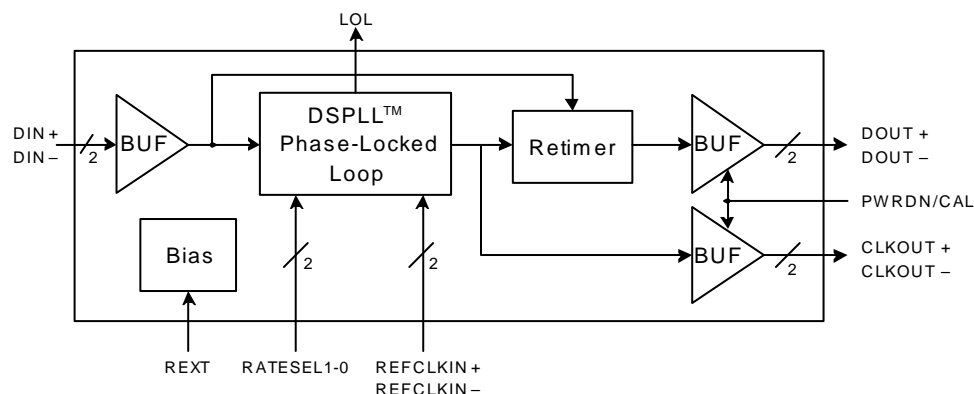 LOL
DSPLL™
Phase-Locked
Loop
BUF
Retimer
BUF
DIN+
DIN–
2
2
DOUT+
DOUT–
PWRDN/CAL
Bias
2
2
BUF
2
CLKOUT+
CLKOUT–
REXT
RATESEL1-0
REFCLKIN+
REFCLKIN–